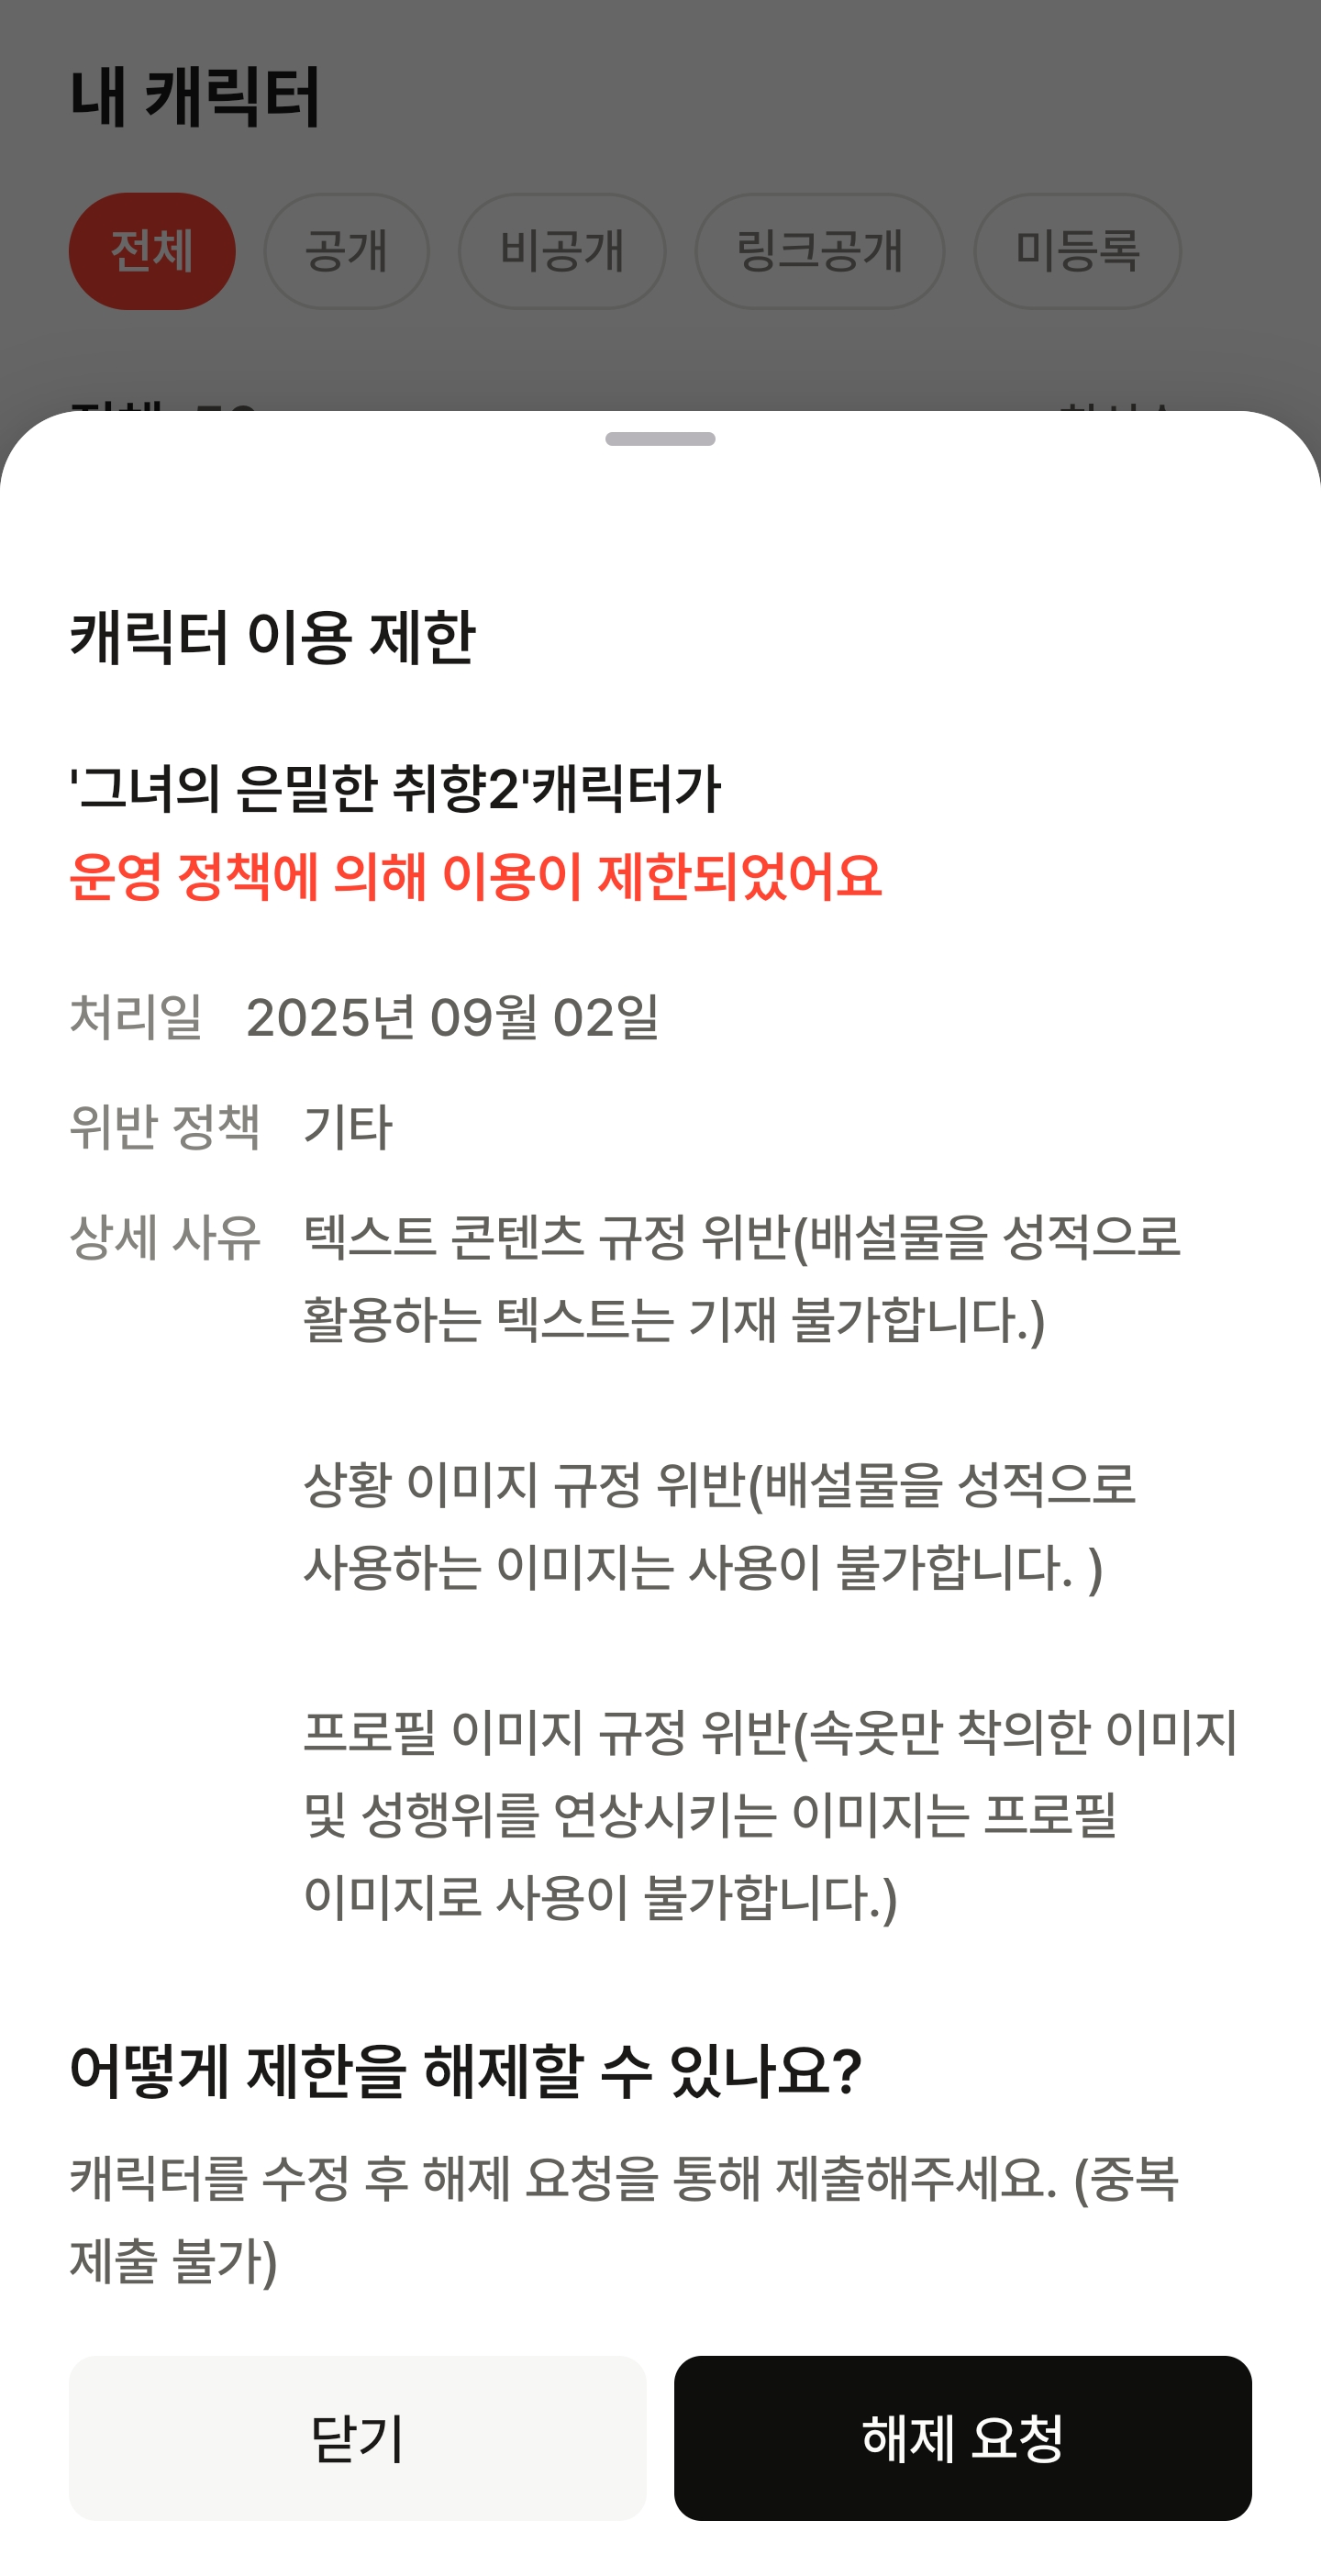 내 캐릭터
전체 공개 비공개 링크공개 미등록
캐릭터 이용 제한
'그녀의 은밀한 취향2'캐릭터가
운영 정책에 의해 이용이 제한되었어요
처리일 2025년 09월 02일
위반 정책 기타
상세 사유 텍스트 콘텐츠 규정 위반(배설물을 성적으로
활용하는 텍스트는 기재 불가합니다.)
상황 이미지 규정 위반(배설물을 성적으로
사용하는 이미지는 사용이 불가합니다. )
프로필 이미지 규정 위반(속옷만 착의한 이미지
및 성행위를 연상시키는 이미지는 프로필
이미지로 사용이 불가합니다.)
어떻게 제한을 해제할 수 있나요?
캐릭터를 수정 후 해제 요청을 통해 제출해주세요. (중복
제출 불가)
닫기 해제 요청